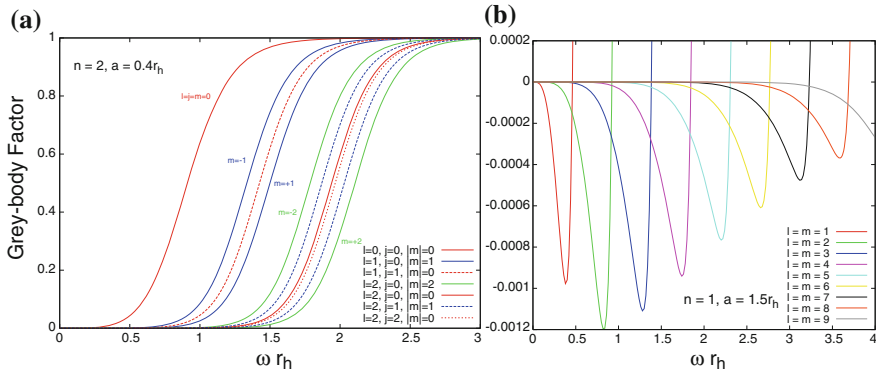 (a)
Grey-body Factor
1
0.8
0.6
0.4
0.2
0
n = 2, a = 0.4rh
l=j=m=0
m=-1
m=+1
m=-2
m=+2
l=0, j=0, |m|=0
l=1, j=0, |m|=1
l=1, j=1, |m|=0
l=2, j=0, |m|=2
l=2, j=0, |m|=0
l=2, j=1, |m|=1
l=2, j=2, |m|=0
0 0.5 1 1.5 2 2.5 3
ω rh
(b)
0.0002
0
-0.0002
-0.0004
-0.0006
-0.0008
-0.001
-0.0012
l = m = 1
l = m = 2
l = m = 3
l = m = 4
l = m = 5
l = m = 6
l = m = 7
l = m = 8
l = m = 9
n = 1, a = 1.5rh
0 0.5 1 1.5 2 2.5 3 3.5 4
ω rh